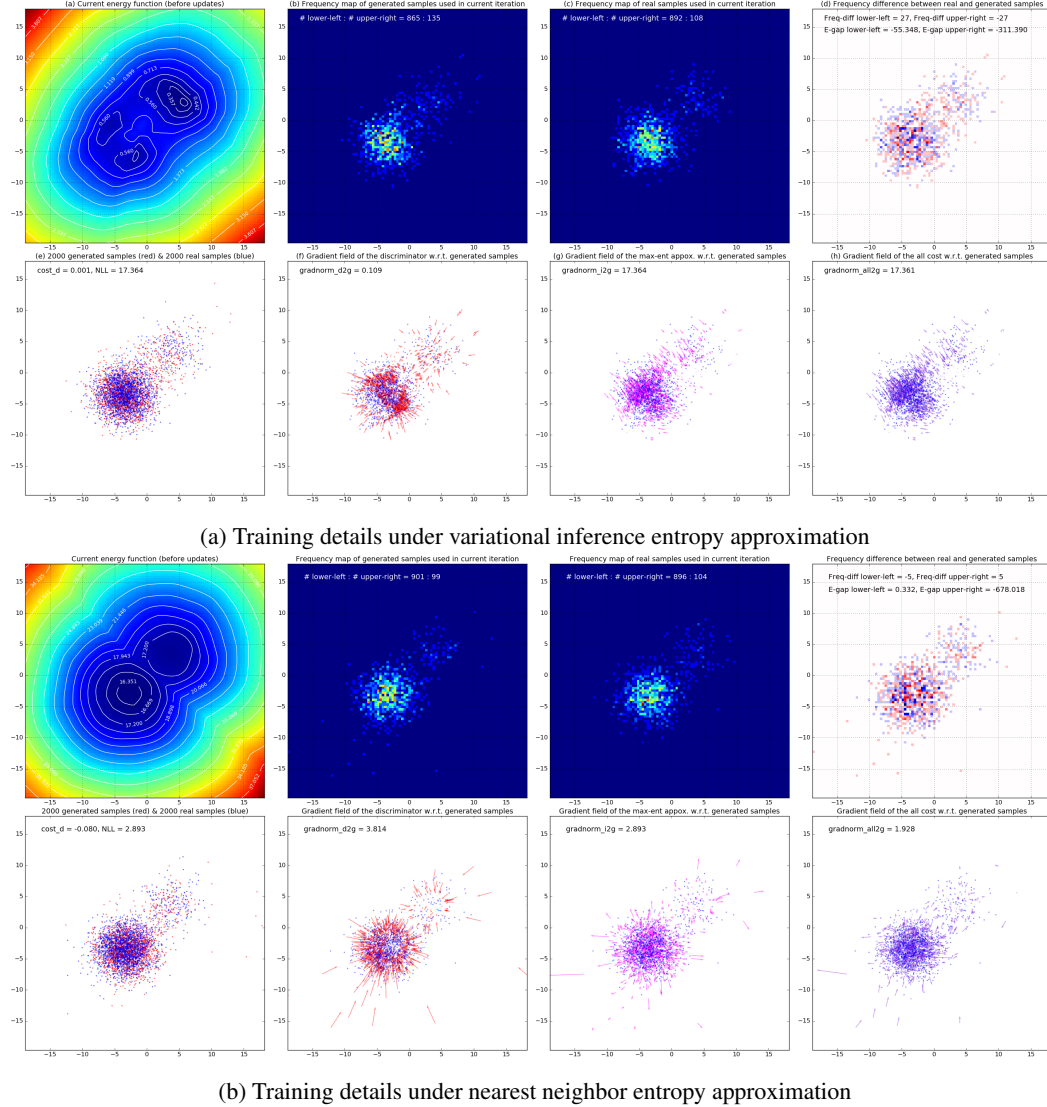 (a) Current energy function (before updates)
(b) Frequency map of generated samples used in current iteration
(c) Frequency map of real samples used in current iteration
(d) Frequency difference between real and generated samples
# lower-left : # upper-right = 865 : 135
# lower-left : # upper-right = 892 : 108
Freq-diff lower-left = 27, Freq-diff upper-right = -27
E-gap lower-left = -55.348, E-gap upper-right = -311.390
(e) 2000 generated samples (red) & 2000 real samples (blue)
(f) Gradient field of the discriminator w.r.t. generated samples
(g) Gradient field of the max-ent appox. w.r.t. generated samples
(h) Gradient field of the all cost w.r.t. generated samples
cost_d = 0.001, NLL = 17.364
gradnorm_d2g = 0.109
gradnorm_i2g = 17.364
gradnorm_all2g = 17.361
(a) Training details under variational inference entropy approximation
Current energy function (before updates)
Frequency map of generated samples used in current iteration
Frequency map of real samples used in current iteration
Frequency difference between real and generated samples
# lower-left : # upper-right = 901 : 99
# lower-left : # upper-right = 896 : 104
Freq-diff lower-left = -5, Freq-diff upper-right = 5
E-gap lower-left = 0.332, E-gap upper-right = -678.018
2000 generated samples (red) & 2000 real samples (blue)
Gradient field of the discriminator w.r.t. generated samples
Gradient field of the max-ent appox. w.r.t. generated samples
Gradient field of the all cost w.r.t. generated samples
cost_d = -0.080, NLL = 2.893
gradnorm_d2g = 3.814
gradnorm_i2g = 2.893
gradnorm_all2g = 1.928
(b) Training details under nearest neighbor entropy approximation